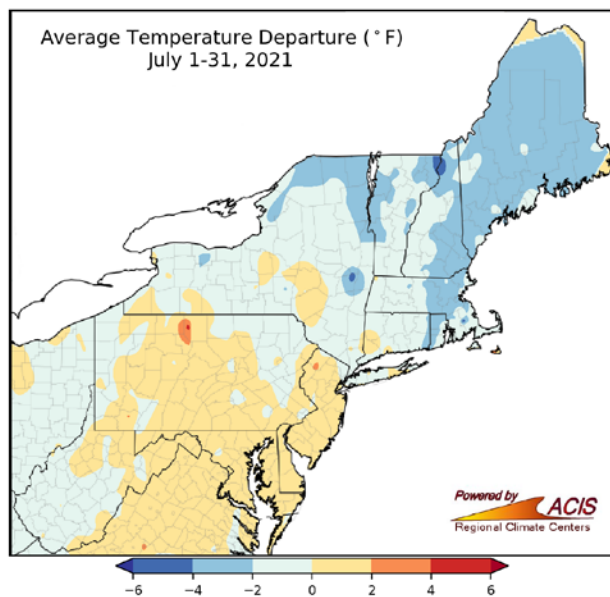 Average Temperature Departure (°F)
July 1-31, 2021
Powered by
ACIS
Regional Climate Centers
−6 −4 −2 0 2 4 6